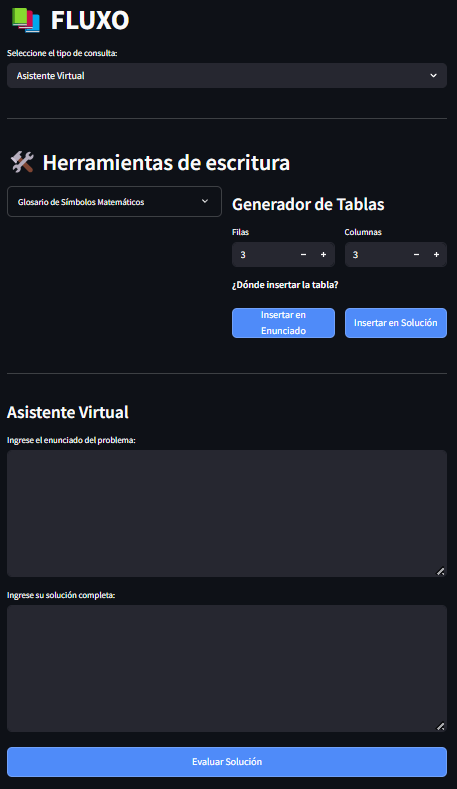 FLUXO
Seleccione el tipo de consulta:
Asistente Virtual
Herramientas de escritura
Glosario de Símbolos Matemáticos
Generador de Tablas
Filas
Columnas
3 − +
3 − +
¿Dónde insertar la tabla?
Insertar en
Enunciado
Insertar en Solución
Asistente Virtual
Ingrese el enunciado del problema:
Ingrese su solución completa:
Evaluar Solución